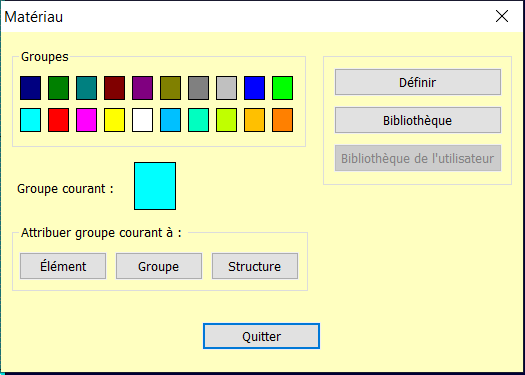 Matériau
Groupes
Définir
Bibliothèque
Bibliothèque de l'utilisateur
Groupe courant :
Attribuer groupe courant à :
Élément
Groupe
Structure
Quitter